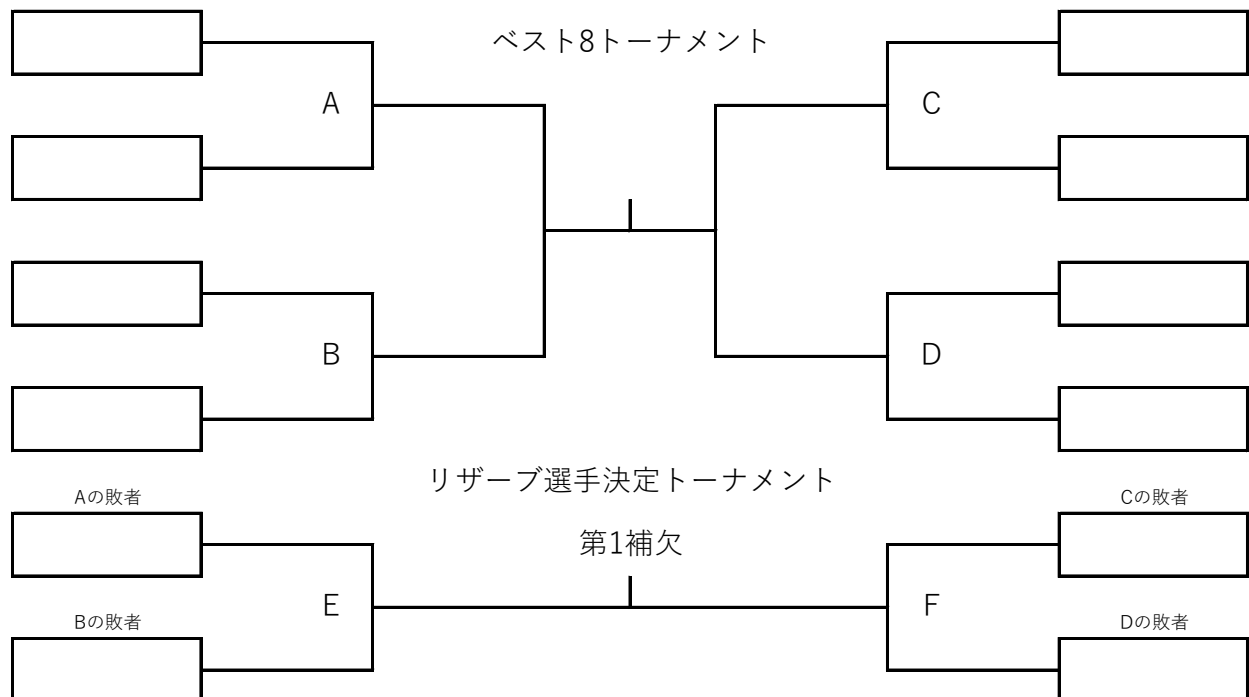 ベスト8トーナメント
A
C
B
D
リザーブ選手決定トーナメント
Aの敗者
Cの敗者
第1補欠
E
F
Bの敗者
Dの敗者